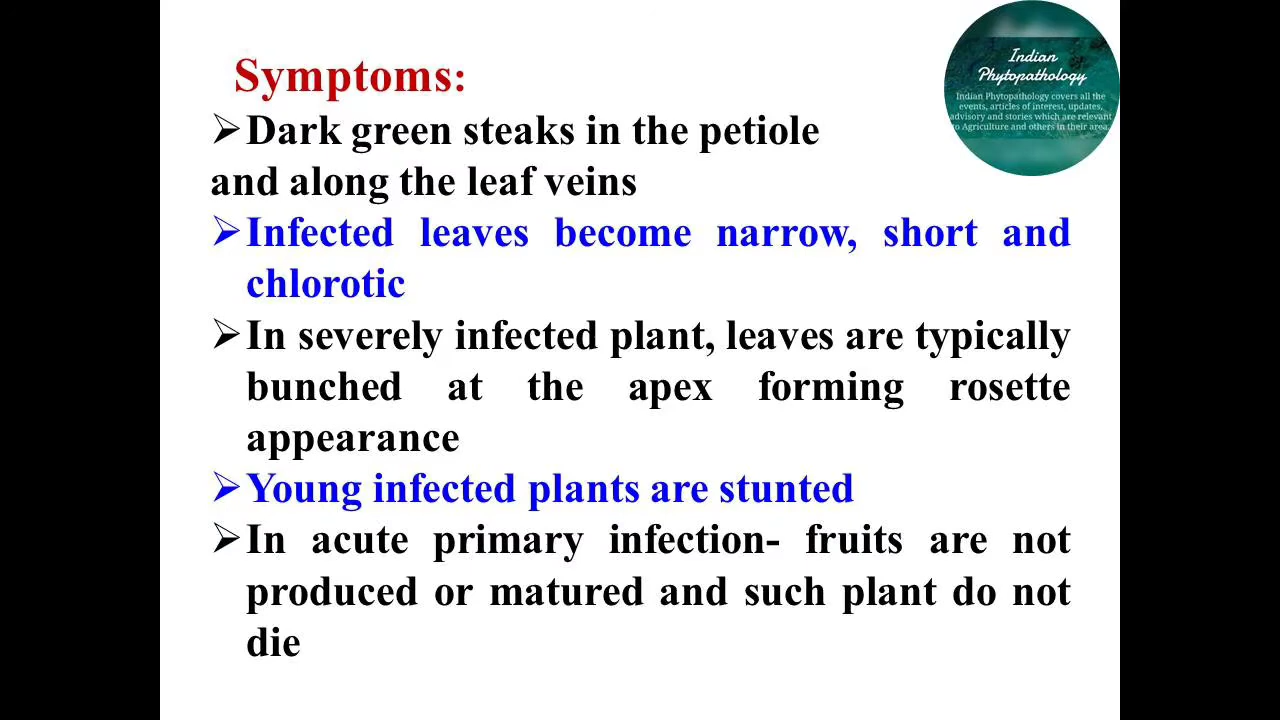 Symptoms:
➢Dark green steaks in the petiole
and along the leaf veins
➢Infected leaves become narrow, short and
chlorotic
➢In severely infected plant, leaves are typically
bunched at the apex forming rosette
appearance
➢Young infected plants are stunted
➢In acute primary infection- fruits are not
produced or matured and such plant do not
die
Indian
Phytopathology
Indian Phytopathology covers all the
events, articles of interest, updates,
advisory and stories which are relevant
to Agriculture and others in their area.